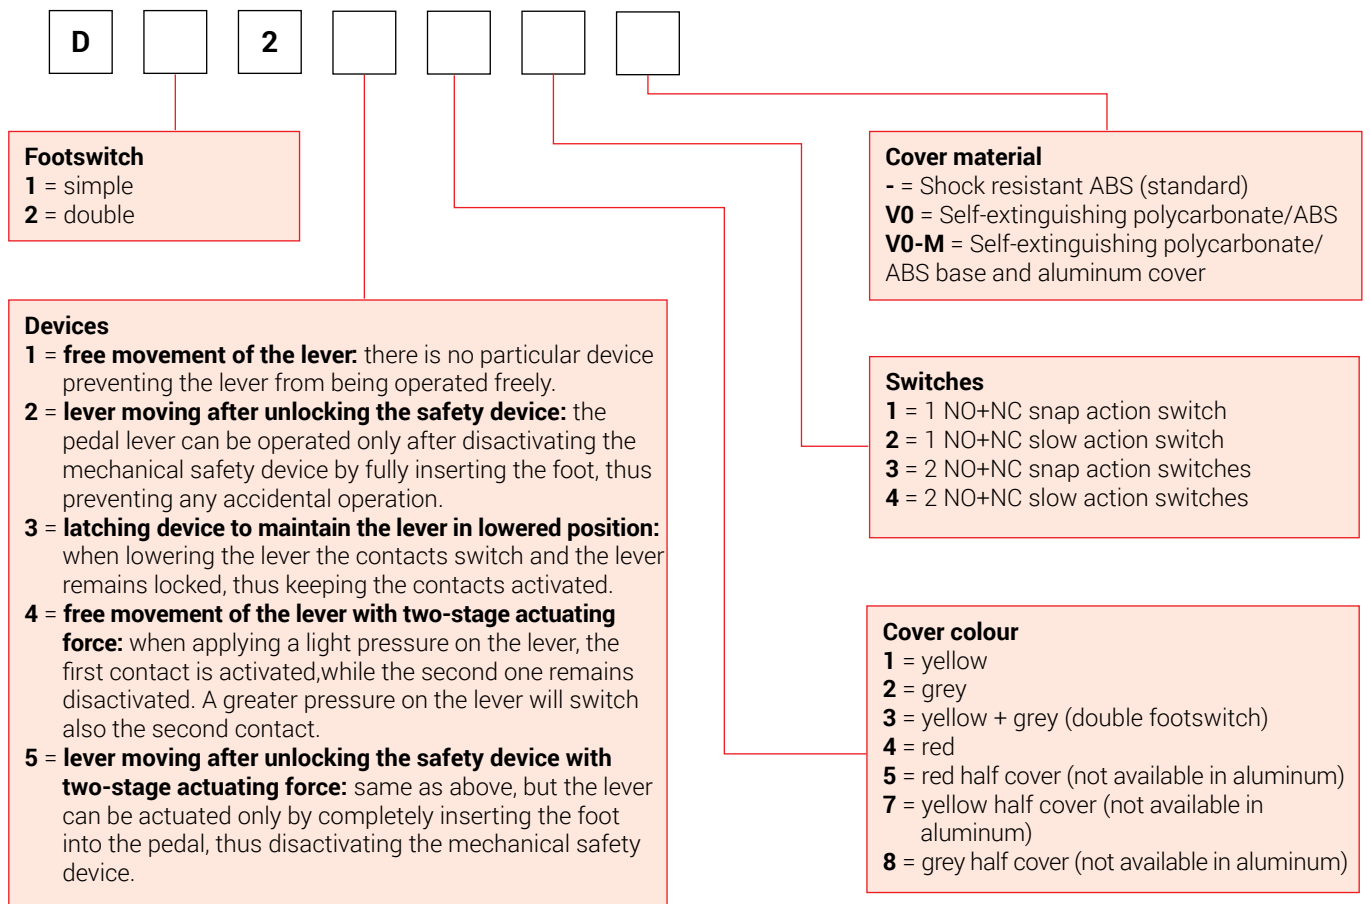 D 2
Footswitch
1 = simple
2 = double
Devices
1 = free movement of the lever: there is no particular device
preventing the lever from being operated freely.
2 = lever moving after unlocking the safety device: the
pedal lever can be operated only after disactivating the
mechanical safety device by fully inserting the foot, thus
preventing any accidental operation.
3 = latching device to maintain the lever in lowered position:
when lowering the lever the contacts switch and the lever
remains locked, thus keeping the contacts activated.
4 = free movement of the lever with two-stage actuating
force: when applying a light pressure on the lever, the
first contact is activated,while the second one remains
disactivated. A greater pressure on the lever will switch
also the second contact.
5 = lever moving after unlocking the safety device with
two-stage actuating force: same as above, but the lever
can be actuated only by completely inserting the foot
into the pedal, thus disactivating the mechanical safety
device.
Cover material
- = Shock resistant ABS (standard)
V0 = Self-extinguishing polycarbonate/ABS
V0-M = Self-extinguishing polycarbonate/
ABS base and aluminum cover
Switches
1 = 1 NO+NC snap action switch
2 = 1 NO+NC slow action switch
3 = 2 NO+NC snap action switches
4 = 2 NO+NC slow action switches
Cover colour
1 = yellow
2 = grey
3 = yellow + grey (double footswitch)
4 = red
5 = red half cover (not available in aluminum)
7 = yellow half cover (not available in
aluminum)
8 = grey half cover (not available in aluminum)